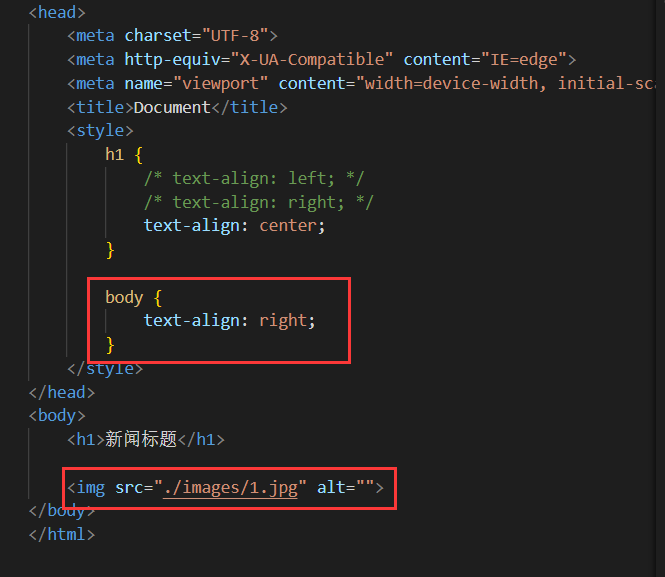 <head>
<meta charset="UTF-8">
<meta http-equiv="X-UA-Compatible" content="IE=edge">
<meta name="viewport" content="width=device-width, initial-sca
<title>Document</title>
<style>
h1 {
/* text-align: left; */
/* text-align: right; */
text-align: center;
}
body {
text-align: right;
}
</style>
</head>
<body>
<h1>新闻标题</h1>
<img src="./images/1.jpg" alt="">
</body>
</html>